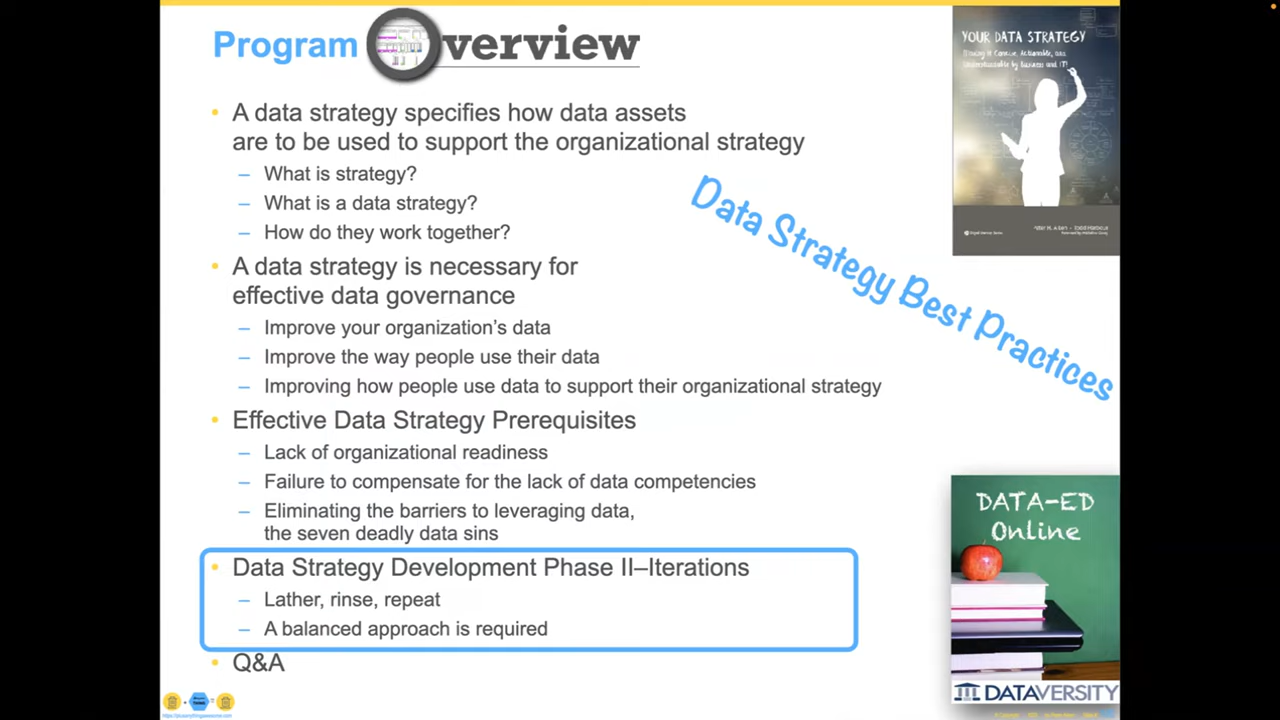 Program Overview
A data strategy specifies how data assets
are to be used to support the organizational strategy
What is strategy?
What is a data strategy?
How do they work together?
A data strategy is necessary for
effective data governance
Improve your organization's data
Improve the way people use their data
Improving how people use data to support their organizational strategy
Effective Data Strategy Prerequisites
Lack of organizational readiness
Failure to compensate for the lack of data competencies
Eliminating the barriers to leveraging data,
the seven deadly data sins
Data Strategy Development Phase II–Iterations
Lather, rinse, repeat
A balanced approach is required
Q&A
Data Strategy Best Practices
YOUR DATA STRATEGY
DATA-ED
Online
DATAVERSITY